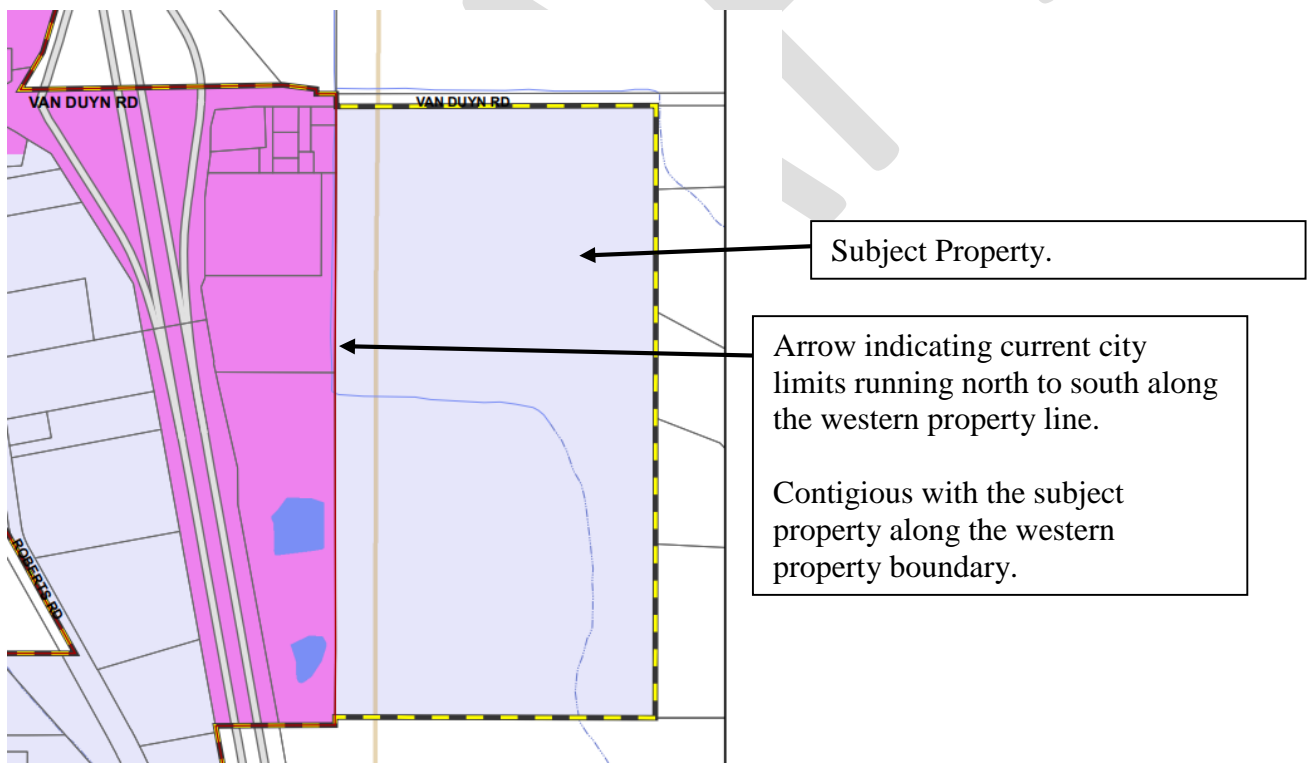 VAN DUYN RD
VAN DUYN RD
Subject Property.
Arrow indicating current city
limits running north to south along
the western property line.
Contigious with the subject
property along the western
property boundary.
ROBERTS RD